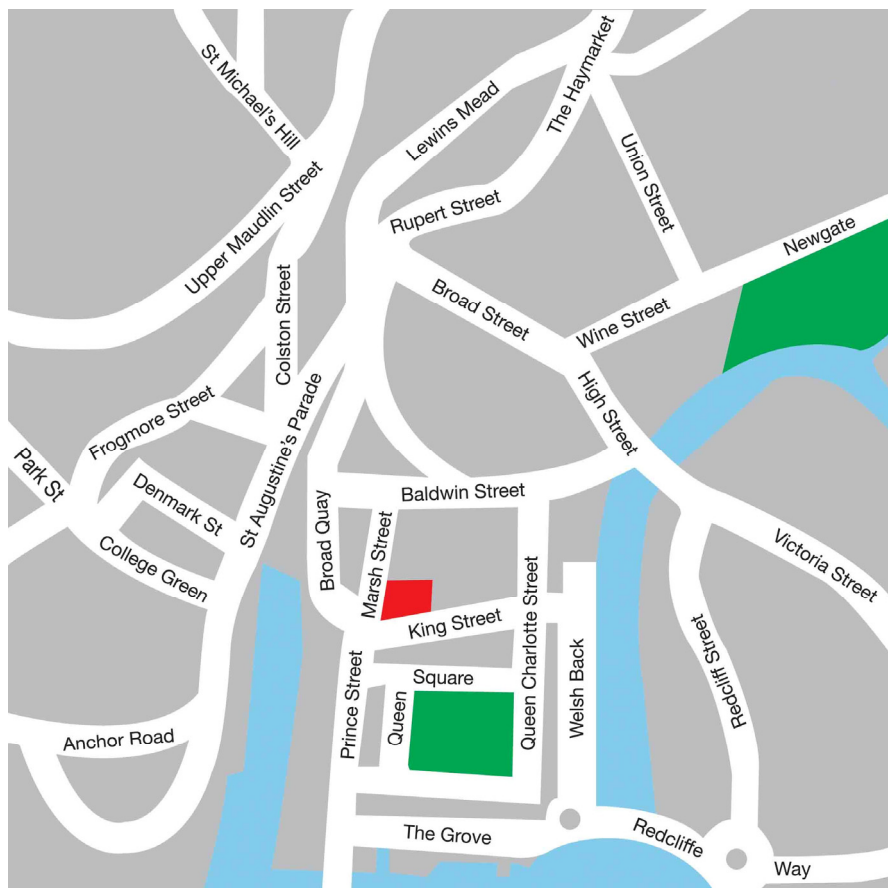 St Michael's Hill
Lewins Mead
The Haymarket
Union Street
Upper Maudlin Street
Rupert Street
Newgate
Colston Street
Broad Street
Wine Street
High Street
Frogmore Street
St Augustine's Parade
Park St
Denmark St
Baldwin Street
College Green
Broad Quay
Marsh Street
Victoria Street
King Street
Queen Charlotte Street
Welsh Back
Redcliff Street
Prince Street
Queen
Square
Anchor Road
The Grove
Redcliffe
Way